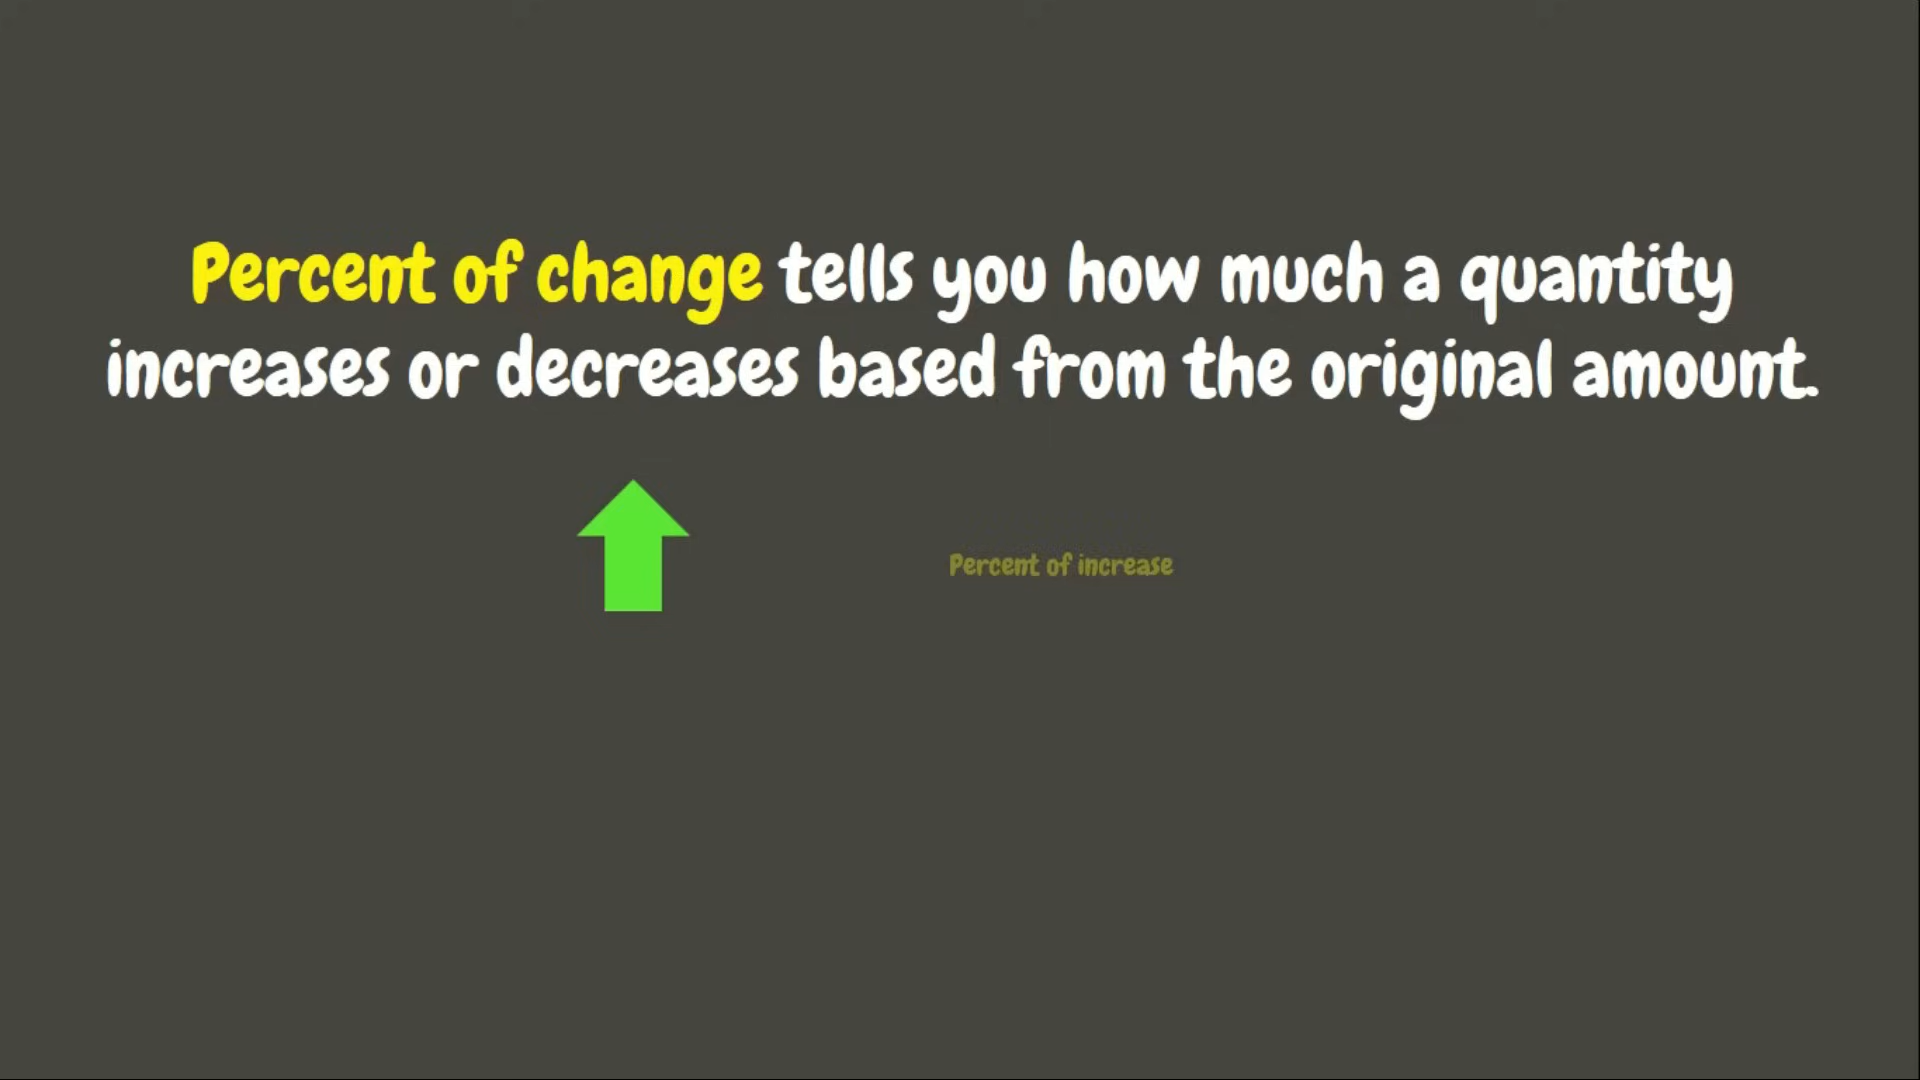 Percent of change tells you how much a quantity
increases or decreases based from the original amount.
Percent of increase